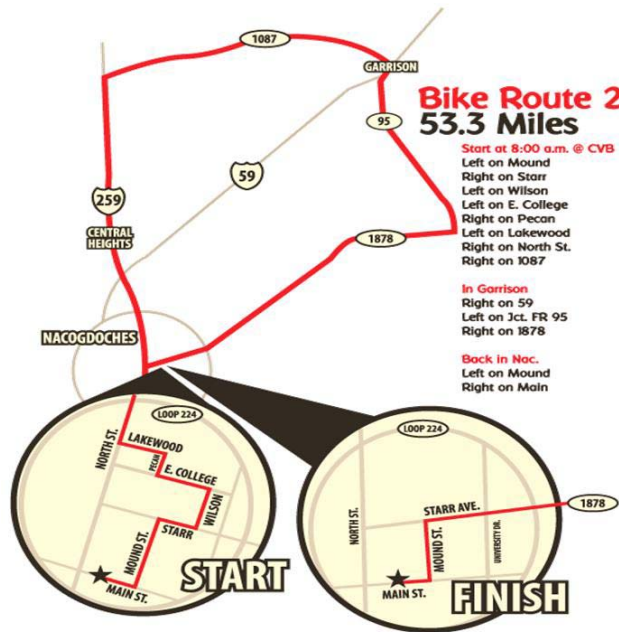 1087
GARRISON
Bike Route 2
53.3 Miles
95
Start at 8:00 a.m. @ CVB
Left on Mound
Right on Starr
Left on Wilson
Left on E. College
Right on Pecan
Left on Lakewood
Right on North St.
Right on 1087
59
259
CENTRAL
HEIGHTS
1878
In Garrison
Right on 59
Left on Jct. FR 95
Right on 1878
NACOGDOCHES
Back in Nac.
Left on Mound
Right on Main
LOOP 224
NORTH ST.
LAKEWOOD
PECAN
E. COLLEGE
WILSON
STARR
MOUND ST.
MAIN ST.
START
LOOP 224
1878
STARR AVE.
NORTH ST.
MOUND ST.
UNIVERSITY DR.
MAIN ST.
FINISH